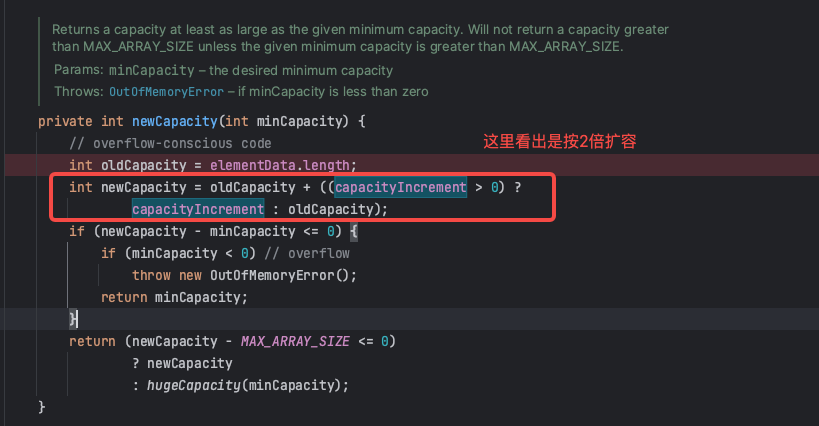 Returns a capacity at least as large as the given minimum capacity. Will not return a capacity greater
than MAX_ARRAY_SIZE unless the given minimum capacity is greater than MAX_ARRAY_SIZE.
Params: minCapacity – the desired minimum capacity
Throws: OutOfMemoryError – if minCapacity is less than zero
private int newCapacity(int minCapacity) {
// overflow-conscious code
这里看出是按2倍扩容
int oldCapacity = elementData.length;
int newCapacity = oldCapacity + ((capacityIncrement > 0) ?
capacityIncrement : oldCapacity);
if (newCapacity - minCapacity <= 0) {
if (minCapacity < 0) // overflow
throw new OutOfMemoryError();
return minCapacity;
}
return (newCapacity - MAX_ARRAY_SIZE <= 0)
? newCapacity
: hugeCapacity(minCapacity);
}